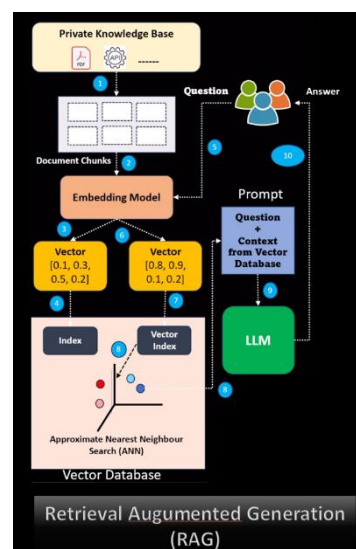 Private Knowledge Base
PDF
API
------
1
Question
Answer
Document Chunks
2
5
10
Embedding Model
Prompt
3
6
Question
+
Context
from Vector
Database
Vector
[0.1, 0.3,
0.5, 0.2]
Vector
[0.8, 0.9,
0.1, 0.2]
4
7
9
Index
Vector
Index
8
LLM
8
Approximate Nearest Neighbour
Search (ANN)
Vector Database
Retrieval Augumented Generation
(RAG)